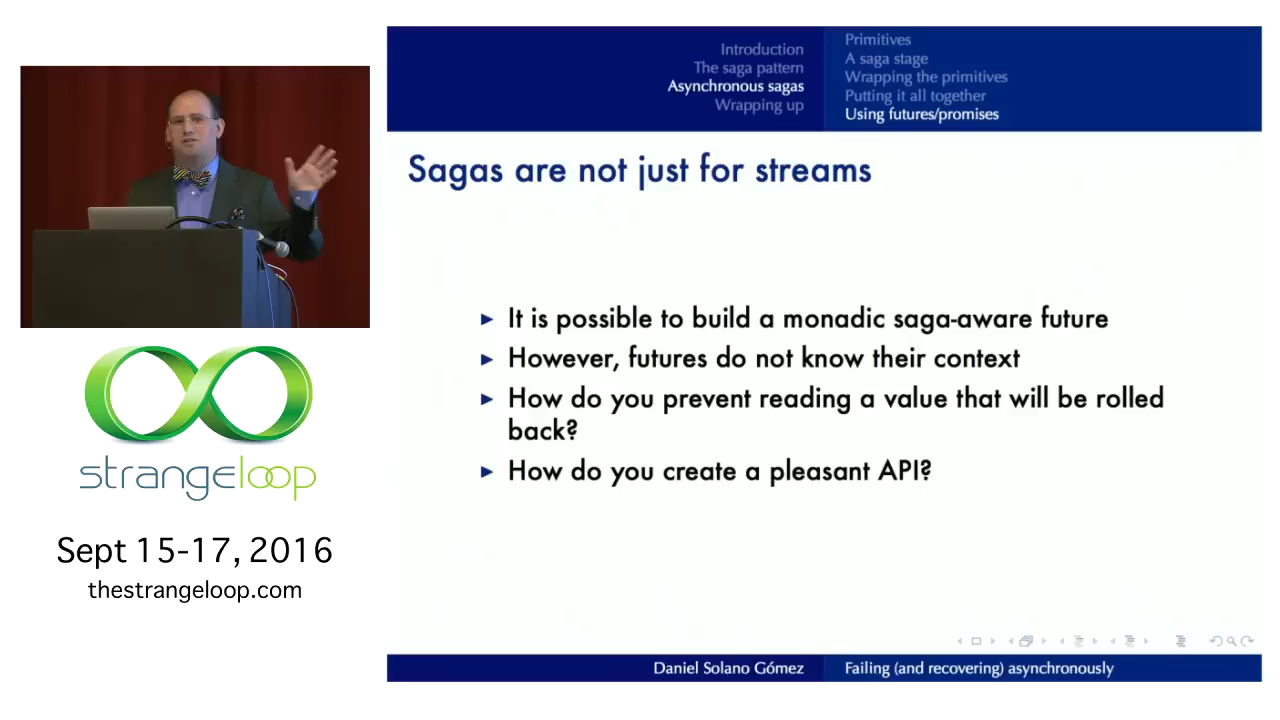 strangeloop
Sept 15-17, 2016
thestrangeloop.com
Introduction
The saga pattern
Asynchronous sagas
Wrapping up
Primitives
A saga stage
Wrapping the primitives
Putting it all together
Using futures/promises
Sagas are not just for streams
It is possible to build a monadic saga-aware future
However, futures do not know their context
How do you prevent reading a value that will be rolled
back?
How do you create a pleasant API?
Daniel Solano Gómez
Failing (and recovering) asynchronously